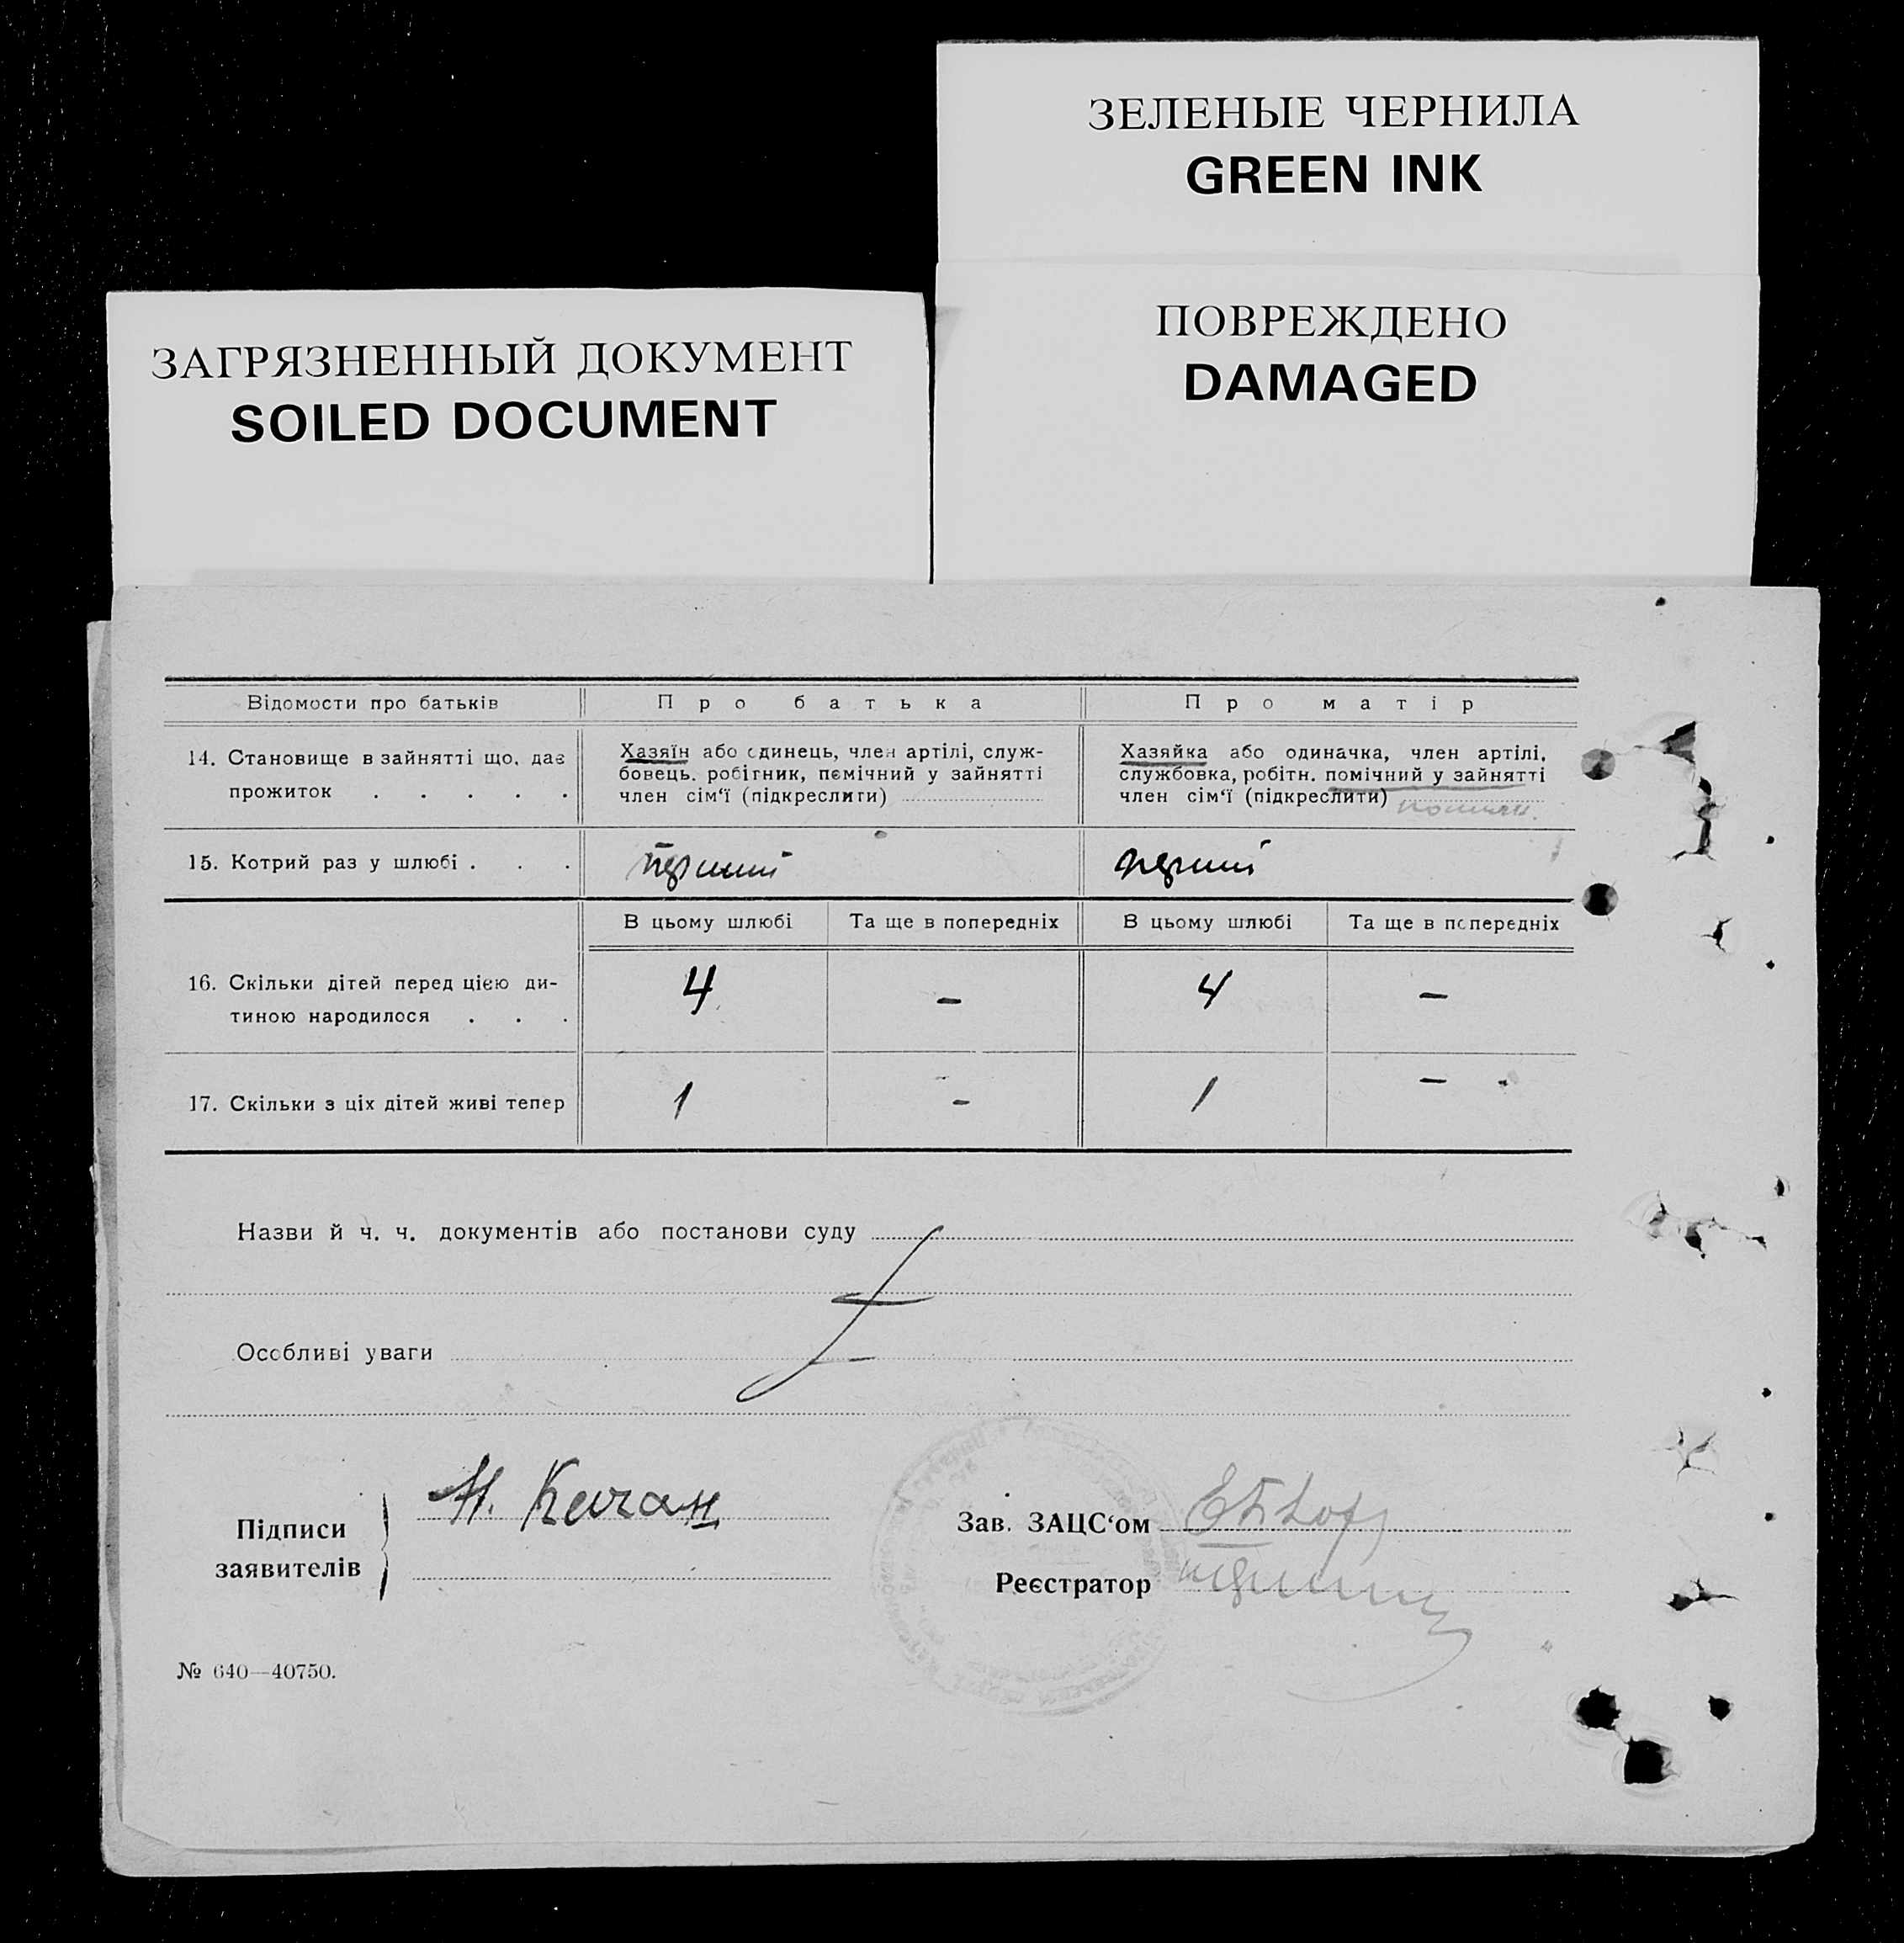 ЗЕЛЕНЫЕ ЧЕРНИЛА
GREEN INK
ПОВРЕЖДЕНО
DAMAGED
ЗАГРЯЗНЕННЫЙ ДОКУМЕНТ
SOILED DOCUMENT
Відомости про батьків
Про батька
Про матір
14. Становище в зайнятті що, дає
прожиток . . . . .
Хазяїн або одинець, член артілі, служ-
бовець. робітник, помічний у зайнятті
член сім'ї (підкреслити)
Хазяйка або одиначка, член артілі,
службовка, робітн. помічний у зайнятті
член сім'ї (підкреслити)
15. Котрий раз у шлюбі . . .
перший
перший
В цьому шлюбі
Та ще в попередніх
В цьому шлюбі
Та ще в попередніх
16. Скільки дітей перед цією ди-
тиною народилося . . .
4
–
4
–
17. Скільки з ціх дітей живі тепер
1
–
1
–
Назви й ч. ч. документів або постанови суду
Особливі уваги
Підписи
заявителів
Н. Качан
Зав. ЗАЦС'ом
Реєстратор
№ 640—40750.